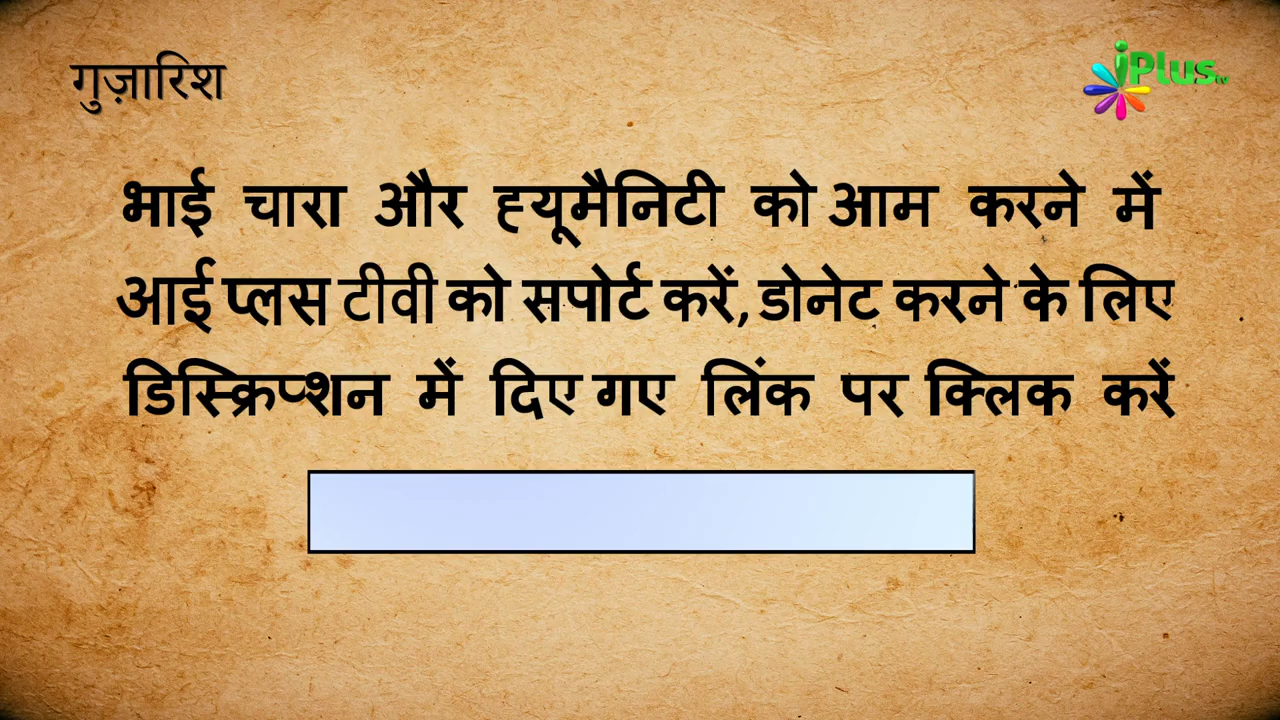 गुज़ारिश
iPlus tv
भाई चारा और ह्यूमैनिटी को आम करने में
आई प्लस टीवी को सपोर्ट करें, डोनेट करने के लिए
डिस्क्रिप्शन में दिए गए लिंक पर क्लिक करें